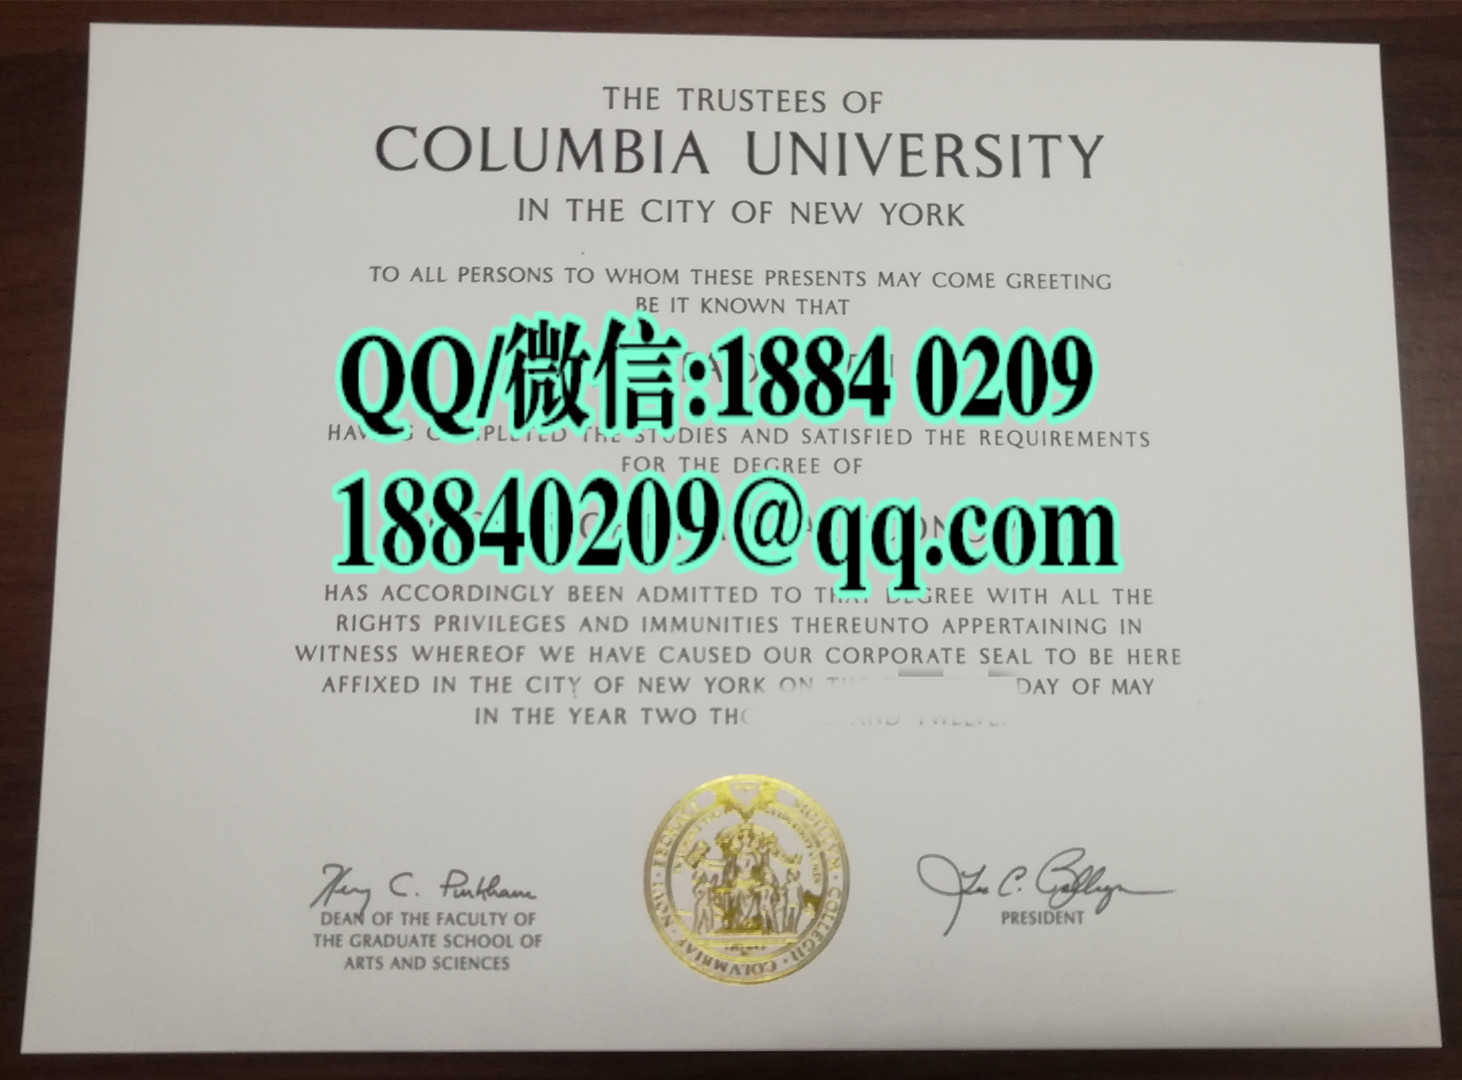 THE TRUSTEES OF
COLUMBIA UNIVERSITY
IN THE CITY OF NEW YORK
TO ALL PERSONS TO WHOM THESE PRESENTS MAY COME GREETING
BE IT KNOWN THAT
QQ/微信:1884 0209
HAVING COMPLETED THE STUDIES AND SATISFIED THE REQUIREMENTS
FOR THE DEGREE OF
18840209@qq.com
HAS ACCORDINGLY BEEN ADMITTED TO THAT DEGREE WITH ALL THE
RIGHTS PRIVILEGES AND IMMUNITIES THEREUNTO APPERTAINING IN
WITNESS WHEREOF WE HAVE CAUSED OUR CORPORATE SEAL TO BE HERE
AFFIXED IN THE CITY OF NEW YORK ON DAY OF MAY
IN THE YEAR TWO
DEAN OF THE FACULTY OF
THE GRADUATE SCHOOL OF
ARTS AND SCIENCES
PRESIDENT